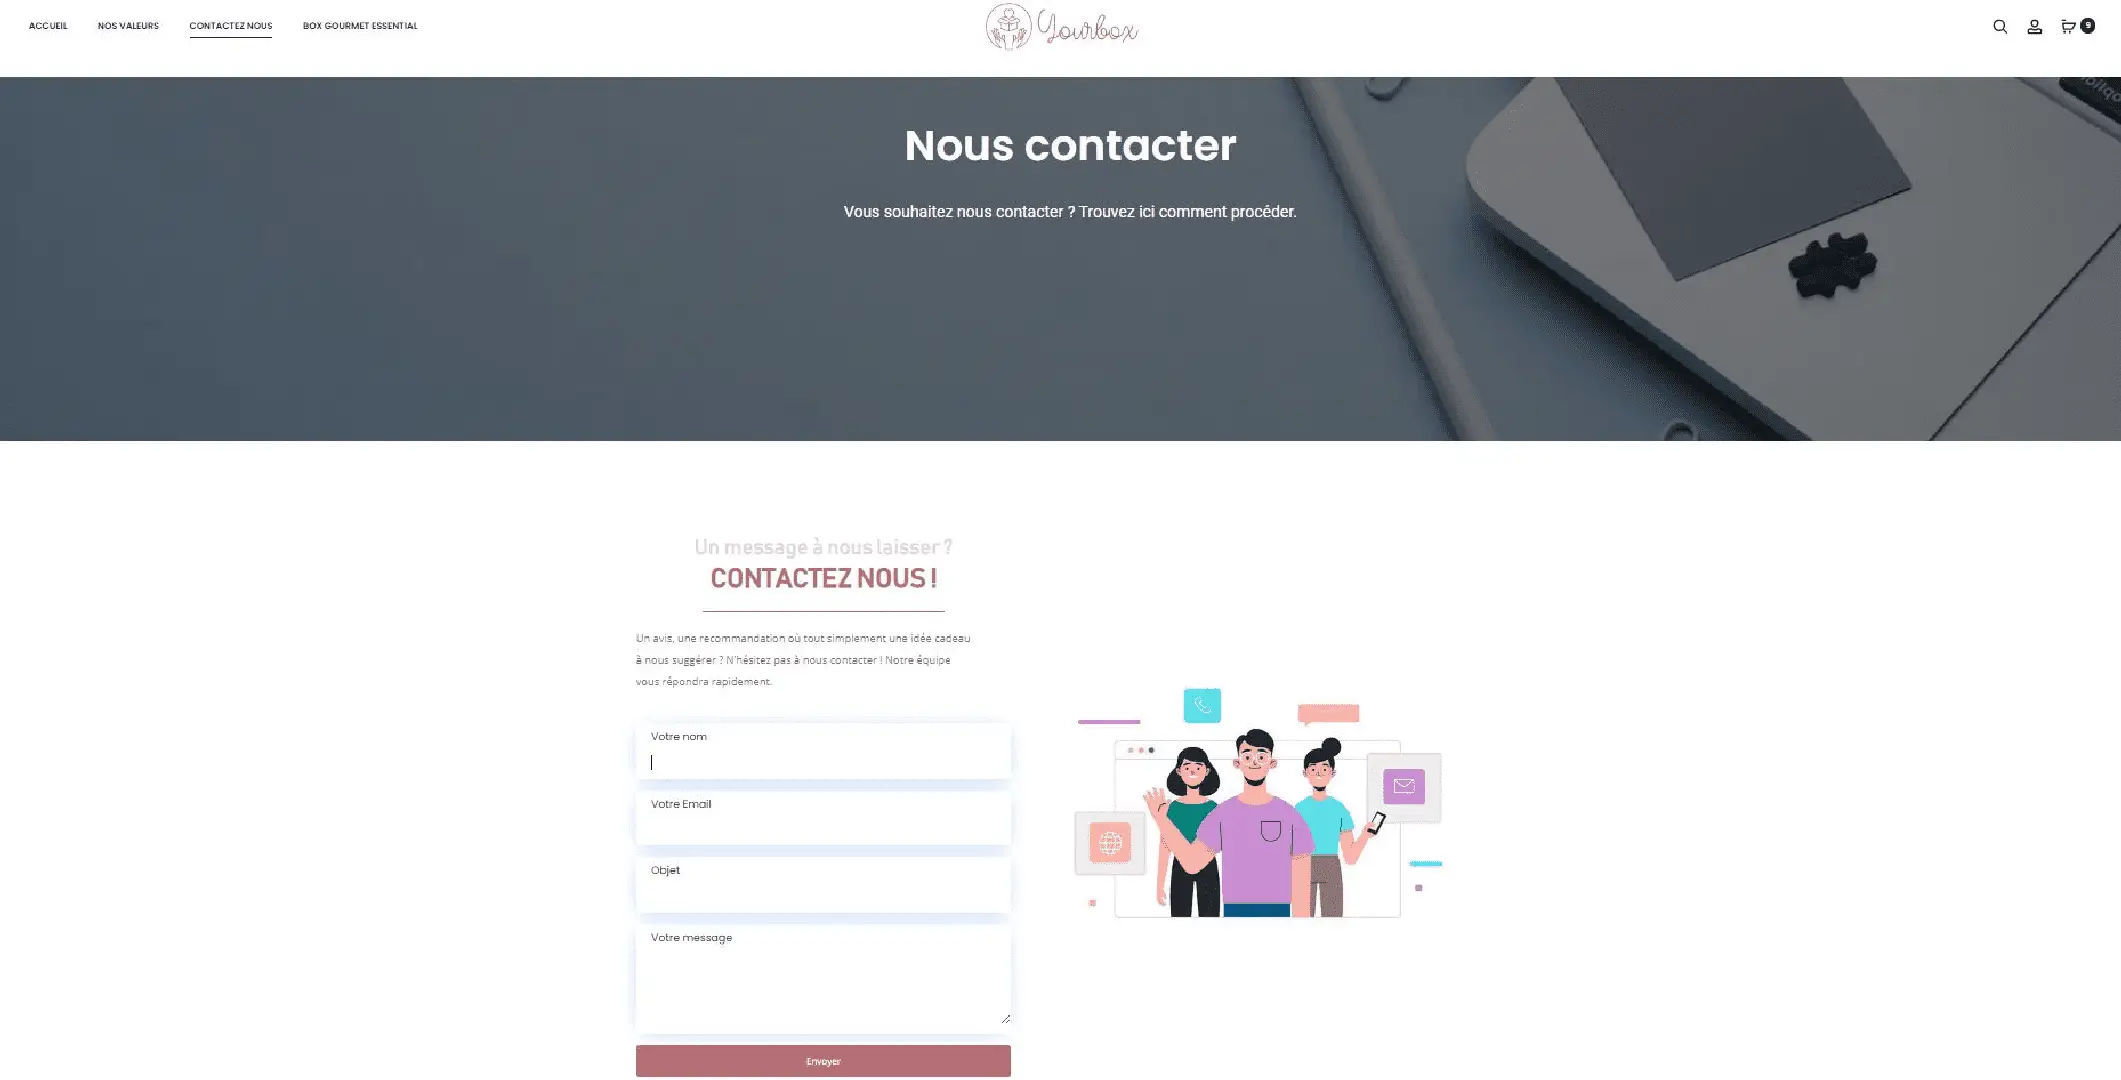 ACCUEIL
NOS VALEURS
CONTACTEZ NOUS
BOX GOURMET ESSENTIAL
Yourbox
9
Nous contacter
Vous souhaitez nous contacter ? Trouvez ici comment procéder.
Un message à nous laisser ?
CONTACTEZ NOUS !
Un avis, une recommandation où tout simplement une idée cadeau
à nous suggérer ? N'hésitez pas à nous contacter ! Notre équipe
vous répondra rapidement.
Votre nom
Votre Email
Objet
Votre message
Envoyer